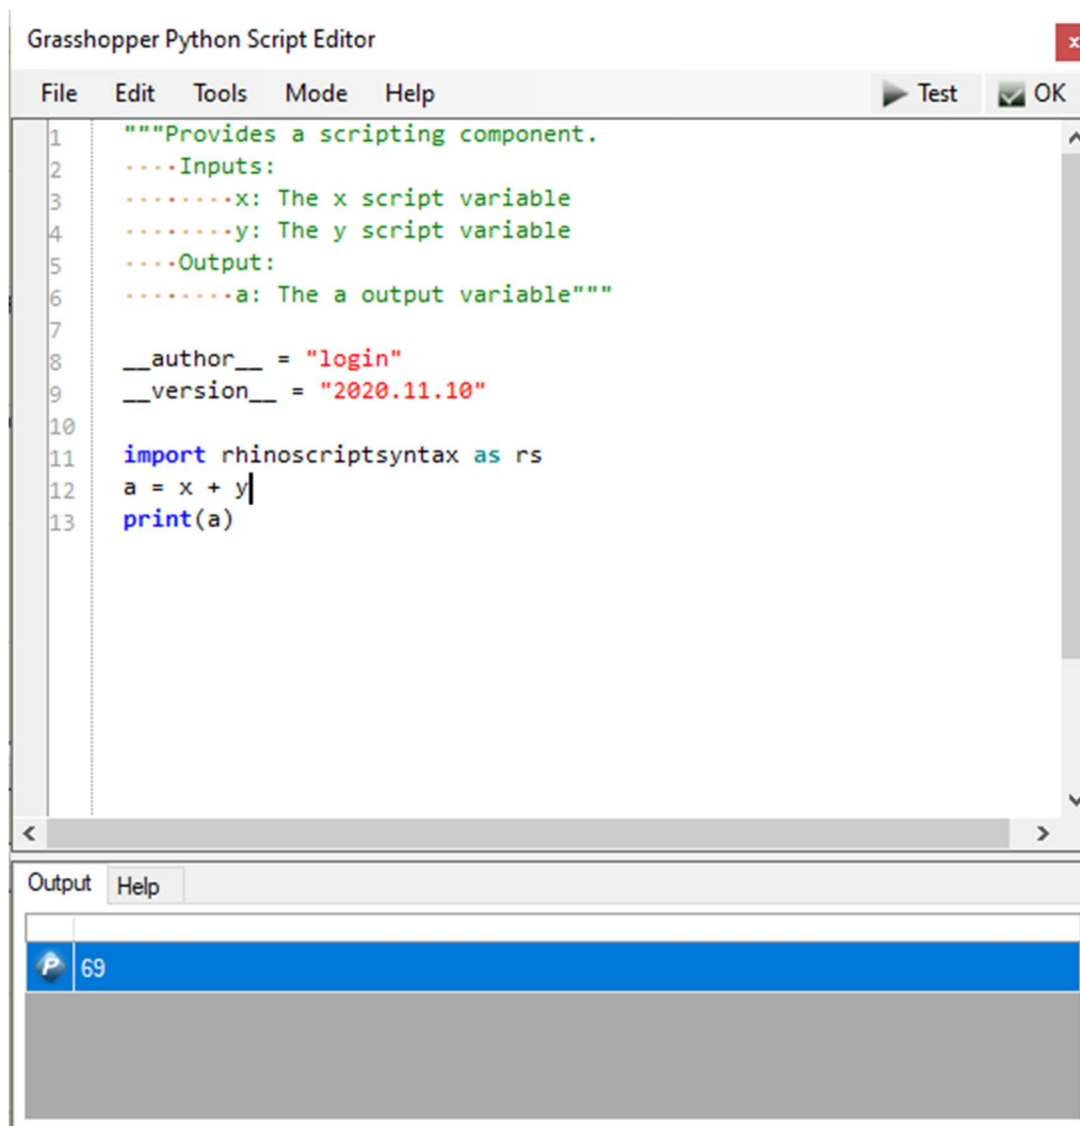 Grasshopper Python Script Editor
x
File Edit Tools Mode Help Test OK
1 """Provides a scripting component.
2 ····Inputs:
3 ········x: The x script variable
4 ········y: The y script variable
5 ····Output:
6 ········a: The a output variable"""
7
8 __author__ = "login"
9 __version__ = "2020.11.10"
10
11 import rhinoscriptsyntax as rs
12 a = x + y
13 print(a)
Output Help
P 69